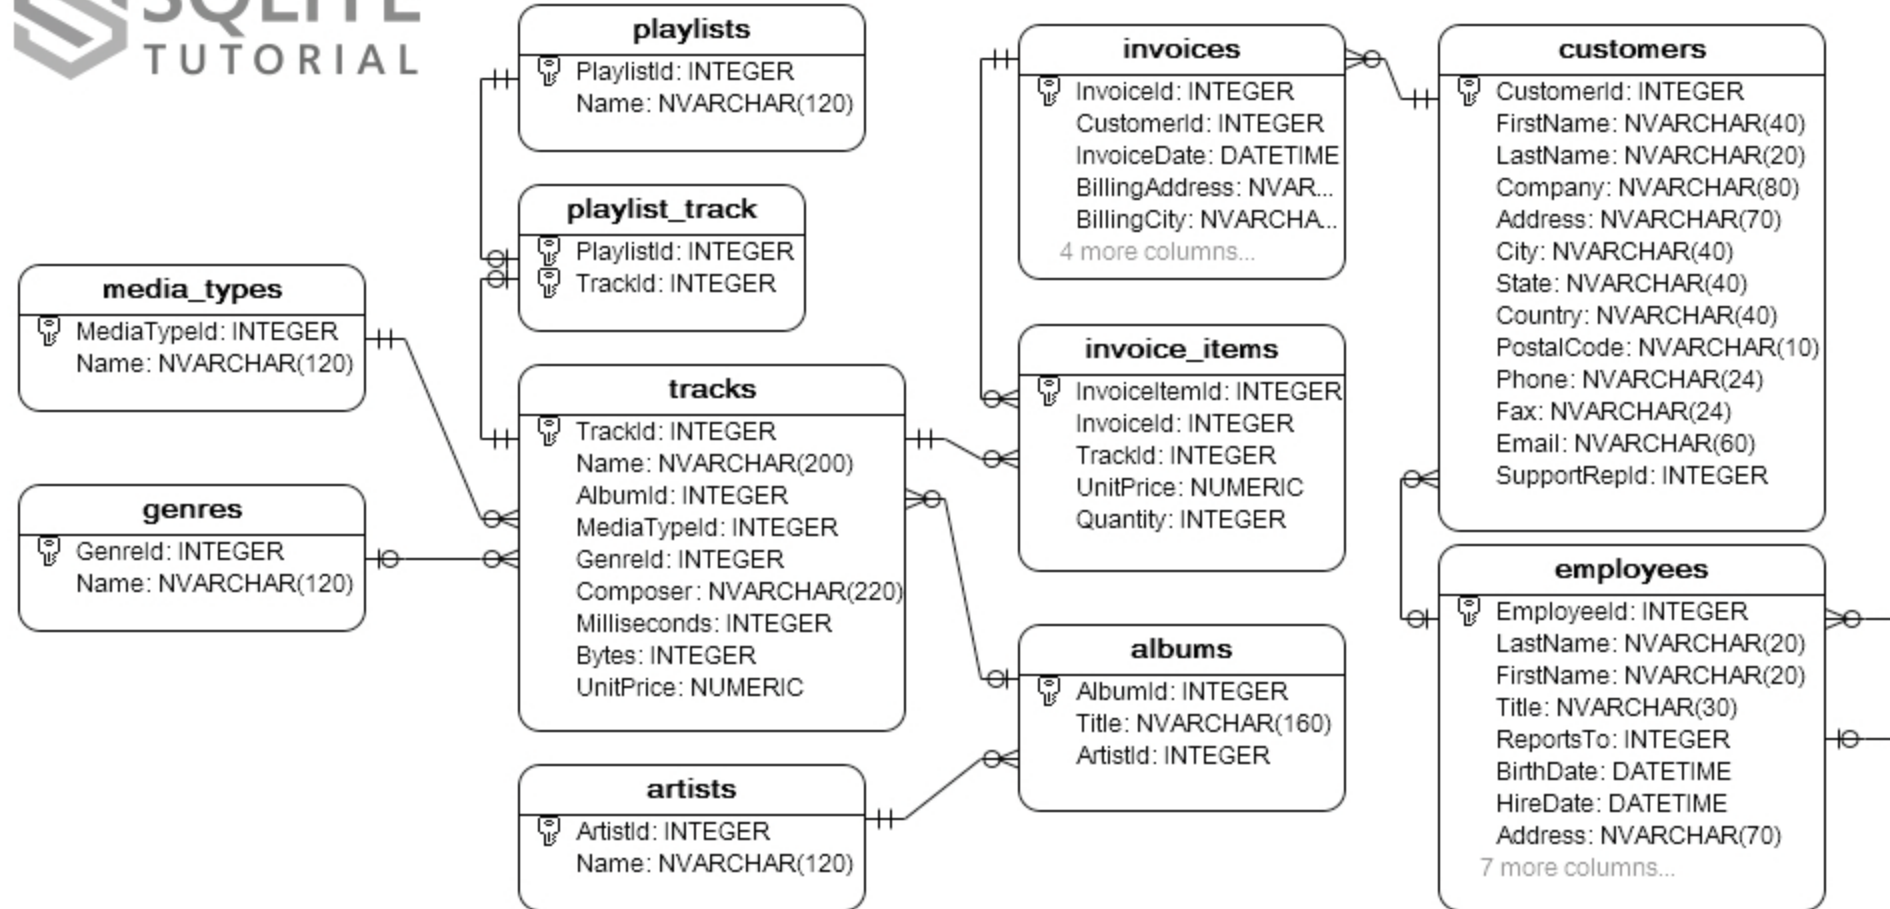 SQLITE
TUTORIAL
playlists
PlaylistId: INTEGER
Name: NVARCHAR(120)
playlist_track
PlaylistId: INTEGER
TrackId: INTEGER
media_types
MediaTypeId: INTEGER
Name: NVARCHAR(120)
genres
GenreId: INTEGER
Name: NVARCHAR(120)
tracks
TrackId: INTEGER
Name: NVARCHAR(200)
AlbumId: INTEGER
MediaTypeId: INTEGER
GenreId: INTEGER
Composer: NVARCHAR(220)
Milliseconds: INTEGER
Bytes: INTEGER
UnitPrice: NUMERIC
artists
ArtistId: INTEGER
Name: NVARCHAR(120)
invoices
InvoiceId: INTEGER
CustomerId: INTEGER
InvoiceDate: DATETIME
BillingAddress: NVAR...
BillingCity: NVARCHA...
4 more columns...
invoice_items
InvoiceItemId: INTEGER
InvoiceId: INTEGER
TrackId: INTEGER
UnitPrice: NUMERIC
Quantity: INTEGER
albums
AlbumId: INTEGER
Title: NVARCHAR(160)
ArtistId: INTEGER
customers
CustomerId: INTEGER
FirstName: NVARCHAR(40)
LastName: NVARCHAR(20)
Company: NVARCHAR(80)
Address: NVARCHAR(70)
City: NVARCHAR(40)
State: NVARCHAR(40)
Country: NVARCHAR(40)
PostalCode: NVARCHAR(10)
Phone: NVARCHAR(24)
Fax: NVARCHAR(24)
Email: NVARCHAR(60)
SupportRepId: INTEGER
employees
EmployeeId: INTEGER
LastName: NVARCHAR(20)
FirstName: NVARCHAR(20)
Title: NVARCHAR(30)
ReportsTo: INTEGER
BirthDate: DATETIME
HireDate: DATETIME
Address: NVARCHAR(70)
7 more columns...